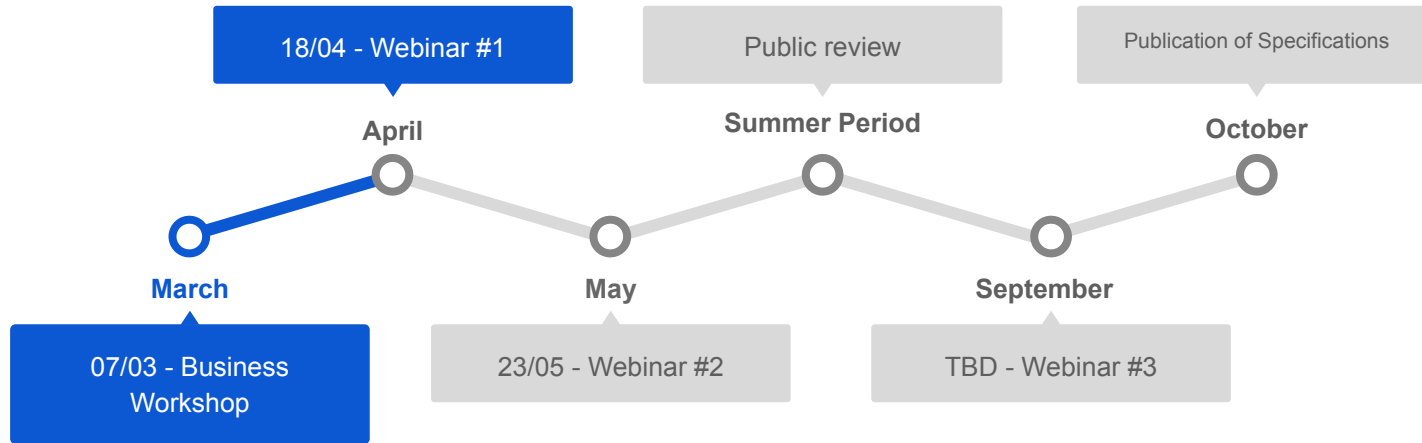 18/04 - Webinar #1
Public review
Publication of Specifications
April
Summer Period
October
March
May
September
07/03 - Business
Workshop
23/05 - Webinar #2
TBD - Webinar #3